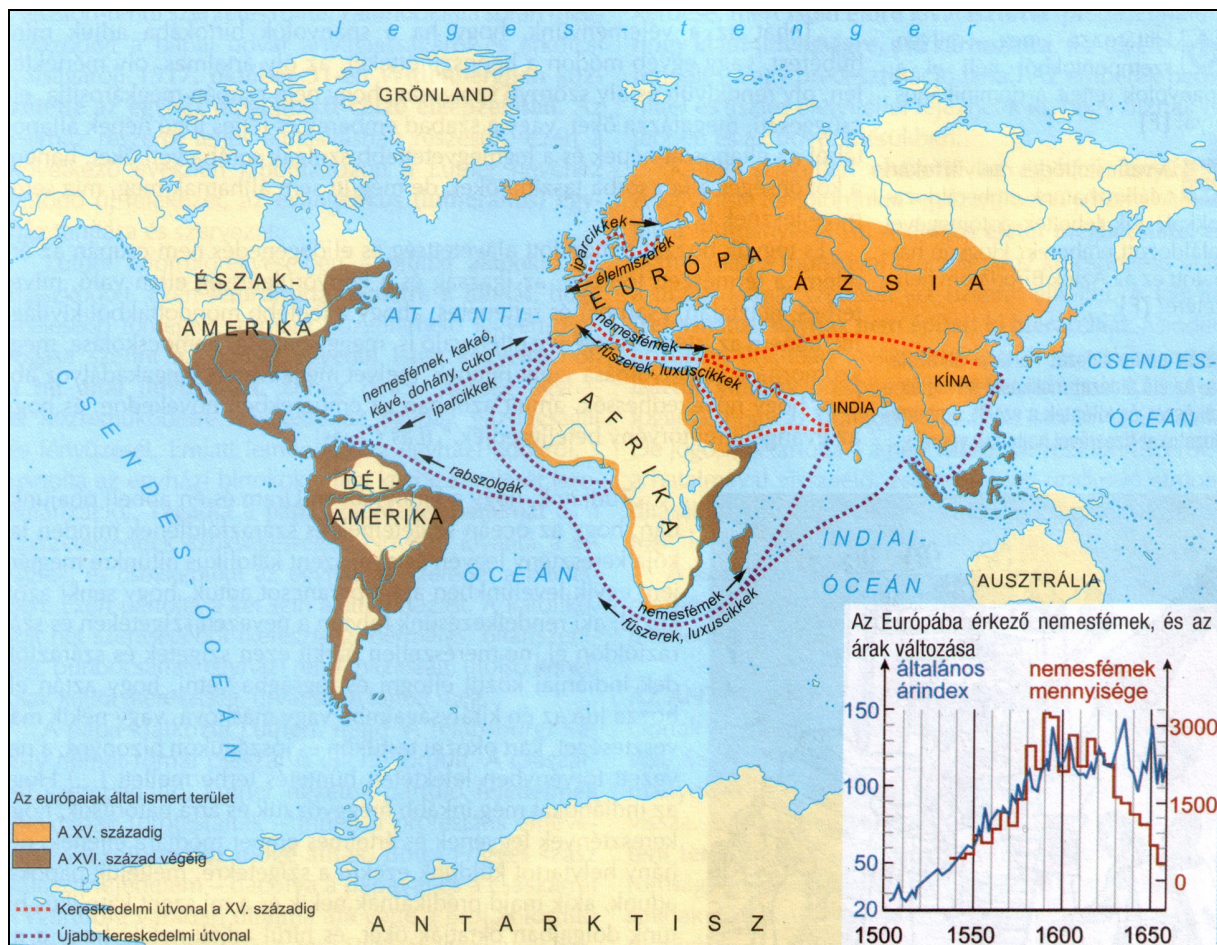 Jeges tenger
GRÖNLAND
ÉSZAK-
AMERIKA
ATLANTI-
EURÓPA
ÁZSIA
iparcikkek
élelmiszerek
nemesfémek
fűszerek, luxuscikkek
nemesfémek, kakaó,
kávé, dohány, cukor
iparcikkek
CSENDES-
ÓCEÁN
KÍNA
INDIA
AFRIKA
CSENDES ÓCEÁN
rabszolgák
DÉL-
AMERIKA
ÓCEÁN
INDIAI-
ÓCEÁN
AUSZTRÁLIA
nemesfémek
fűszerek, luxuscikkek
Az Európába érkező nemesfémek, és az
árak változása
általános
árindex
nemesfémek
mennyisége
150
3000
100
1500
50
0
20
1500 1550 1600 1650
Az európaiak által ismert terület
A XV. századig
A XVI. század végéig
Kereskedelmi útvonal a XV. századig
Újabb kereskedelmi útvonal
ANTARKTISZ